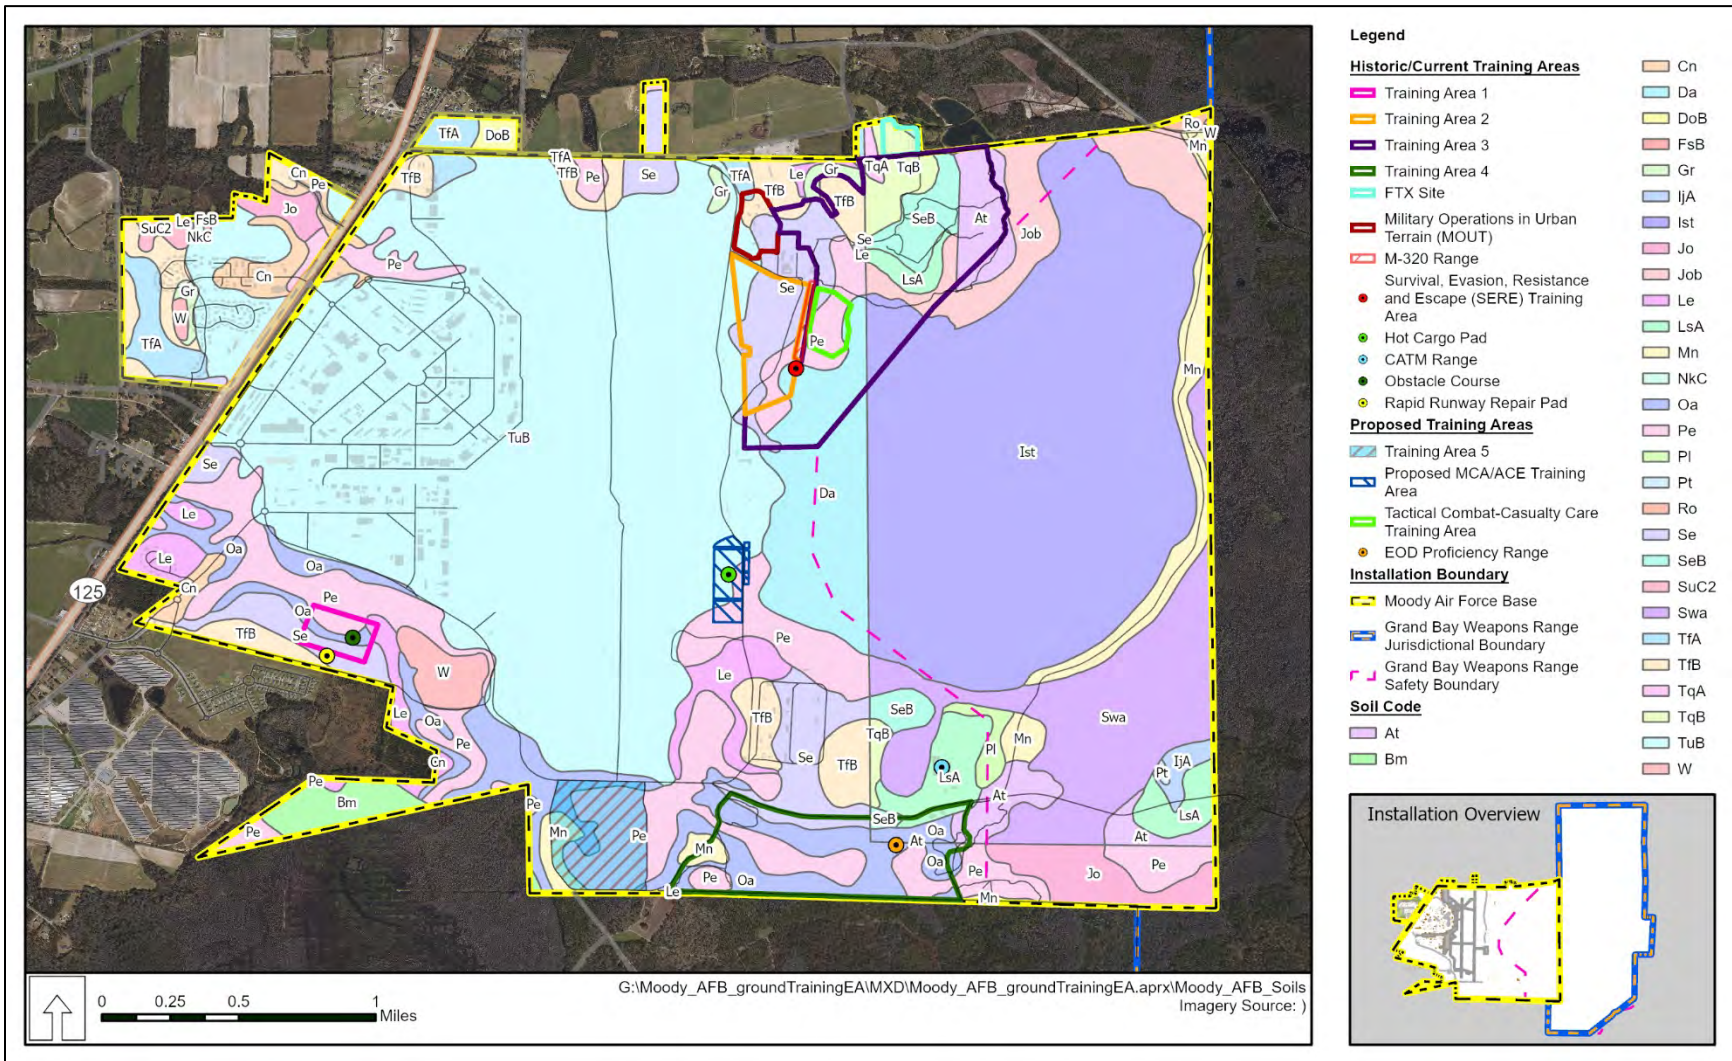 TfA
DoB
Ro
W
Mn
Cn
Pe
TfB
TfA
TfB
Pe
Se
Gr
TfA
TfB
Le
Gr
TqA
TqB
TfB
Jo
SuC2
Le
FsB
NkC
Cn
Pe
Gr
W
TfA
SeB
At
Job
Se
Le
LsA
Se
Pe
Mn
TuB
Ist
Da
Se
Le
Le
Oa
Oa
Cn
Pe
Oa
Se
TfB
W
Le
Oa
Pe
Cn
Pe
Bm
Pe
125
Pe
Le
TfB
SeB
TqB
Se
TfB
LsA
Pl
Mn
Swa
IjA
Pt
LsA
At
Pe
Mn
Pe
Mn
Pe
Le
Oa
SeB
At
Oa
Oa
At
Pe
Mn
Jo
Pe
0 0.25 0.5 1
Miles
G:\Moody_AFB_groundTrainingEA\MXD\Moody_AFB_groundTrainingEA.aprx\Moody_AFB_Soils
Imagery Source: )
Legend
Historic/Current Training Areas
Training Area 1
Training Area 2
Training Area 3
Training Area 4
FTX Site
Military Operations in Urban
Terrain (MOUT)
M-320 Range
Survival, Evasion, Resistance
and Escape (SERE) Training
Area
Hot Cargo Pad
CATM Range
Obstacle Course
Rapid Runway Repair Pad
Proposed Training Areas
Training Area 5
Proposed MCA/ACE Training
Area
Tactical Combat-Casualty Care
Training Area
EOD Proficiency Range
Installation Boundary
Moody Air Force Base
Grand Bay Weapons Range
Jurisdictional Boundary
Grand Bay Weapons Range
Safety Boundary
Soil Code
At
Bm
Cn
Da
DoB
FsB
Gr
IjA
Ist
Jo
Job
Le
LsA
Mn
NkC
Oa
Pe
Pl
Pt
Ro
Se
SeB
SuC2
Swa
TfA
TfB
TqA
TqB
TuB
W
Installation Overview